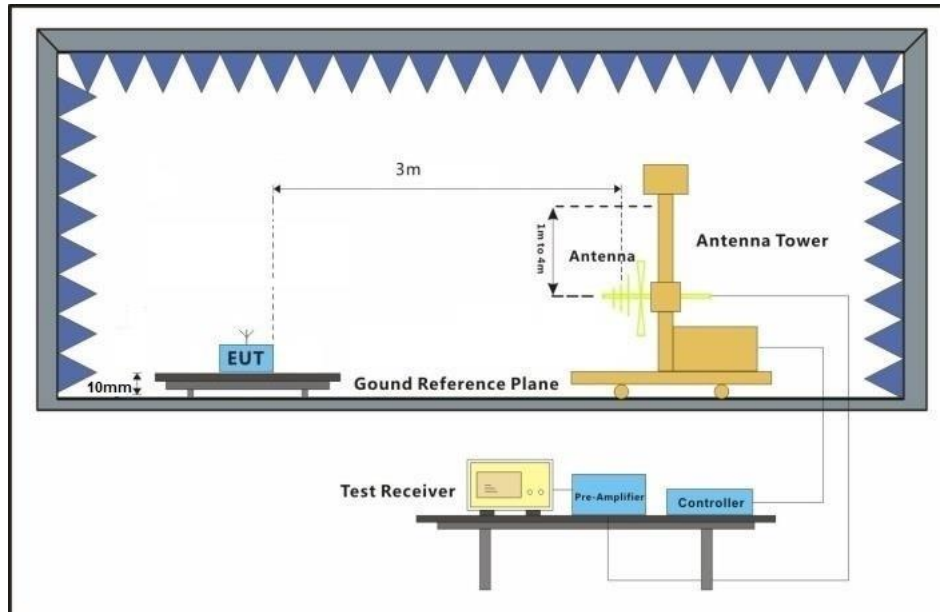 3m
1m to 4m
Antenna
Antenna Tower
EUT
10mm
Gound Reference Plane
Test Receiver
Pre-Amplifier
Controller